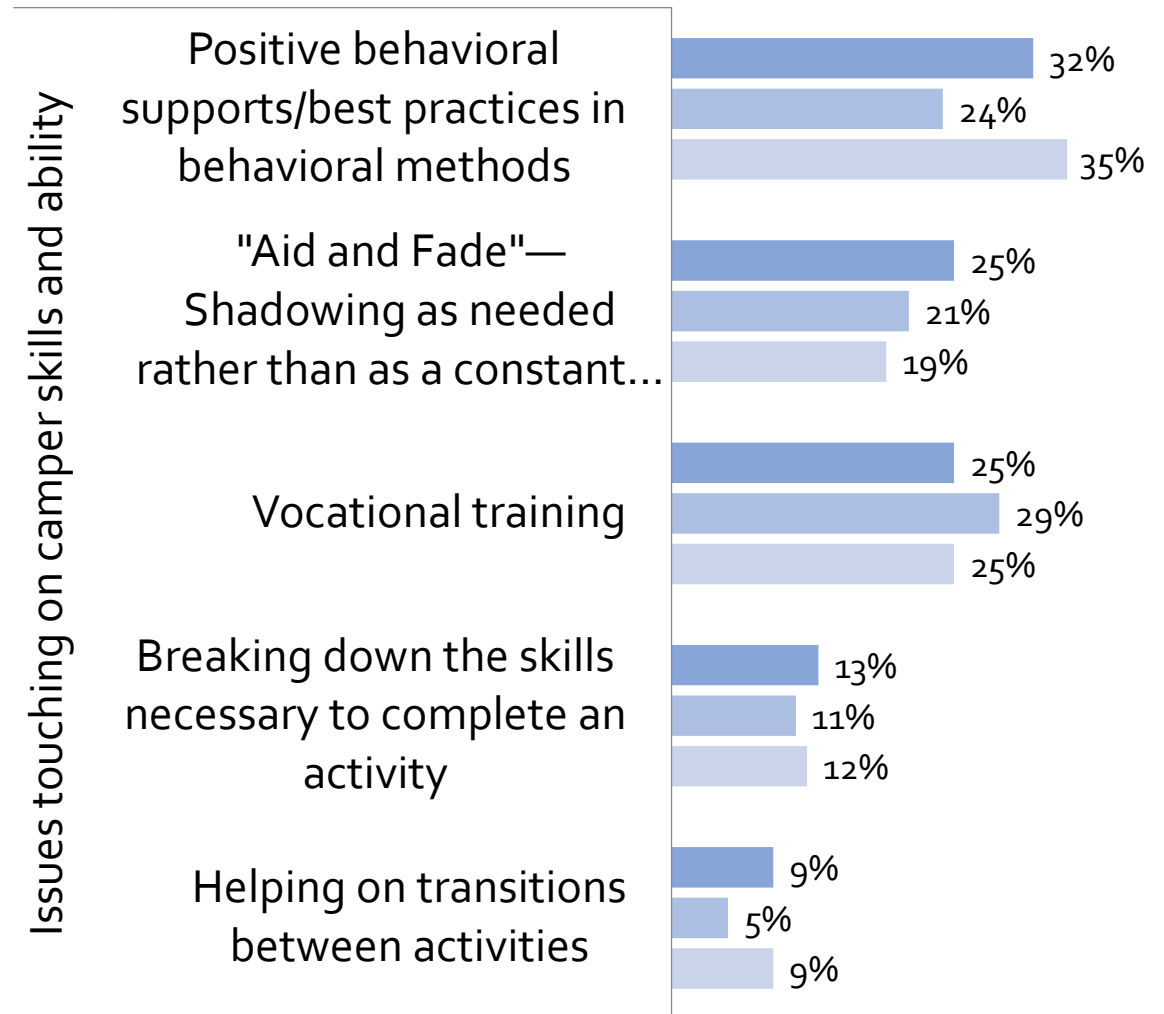 Issues touching on camper skills and ability
Positive behavioral
supports/best practices in
behavioral methods
32%
24%
35%
"Aid and Fade"—
Shadowing as needed
rather than as a constant...
25%
21%
19%
Vocational training
25%
29%
25%
Breaking down the skills
necessary to complete an
activity
13%
11%
12%
Helping on transitions
between activities
9%
5%
9%